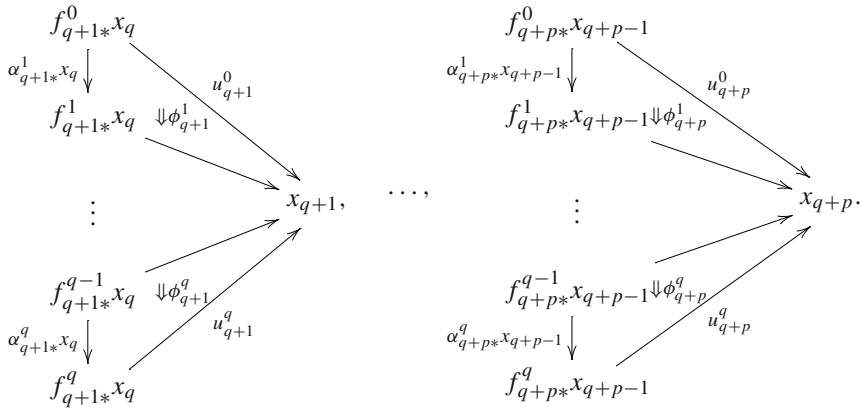 f^0_{q+1*}x_q f^0_{q+p*}x_{q+p-1}
α^1_{q+1*}x_q u^0_{q+1} α^1_{q+p*}x_{q+p-1} u^0_{q+p}
f^1_{q+1*}x_q ⇓ϕ^1_{q+1} f^1_{q+p*}x_{q+p-1} ⇓ϕ^1_{q+p}
⋮ x_{q+1}, …, ⋮ x_{q+p}.
f^{q-1}_{q+1*}x_q ⇓ϕ^q_{q+1} f^{q-1}_{q+p*}x_{q+p-1} ⇓ϕ^q_{q+p}
α^q_{q+1*}x_q u^q_{q+1} α^q_{q+p*}x_{q+p-1} u^q_{q+p}
f^q_{q+1*}x_q f^q_{q+p*}x_{q+p-1}